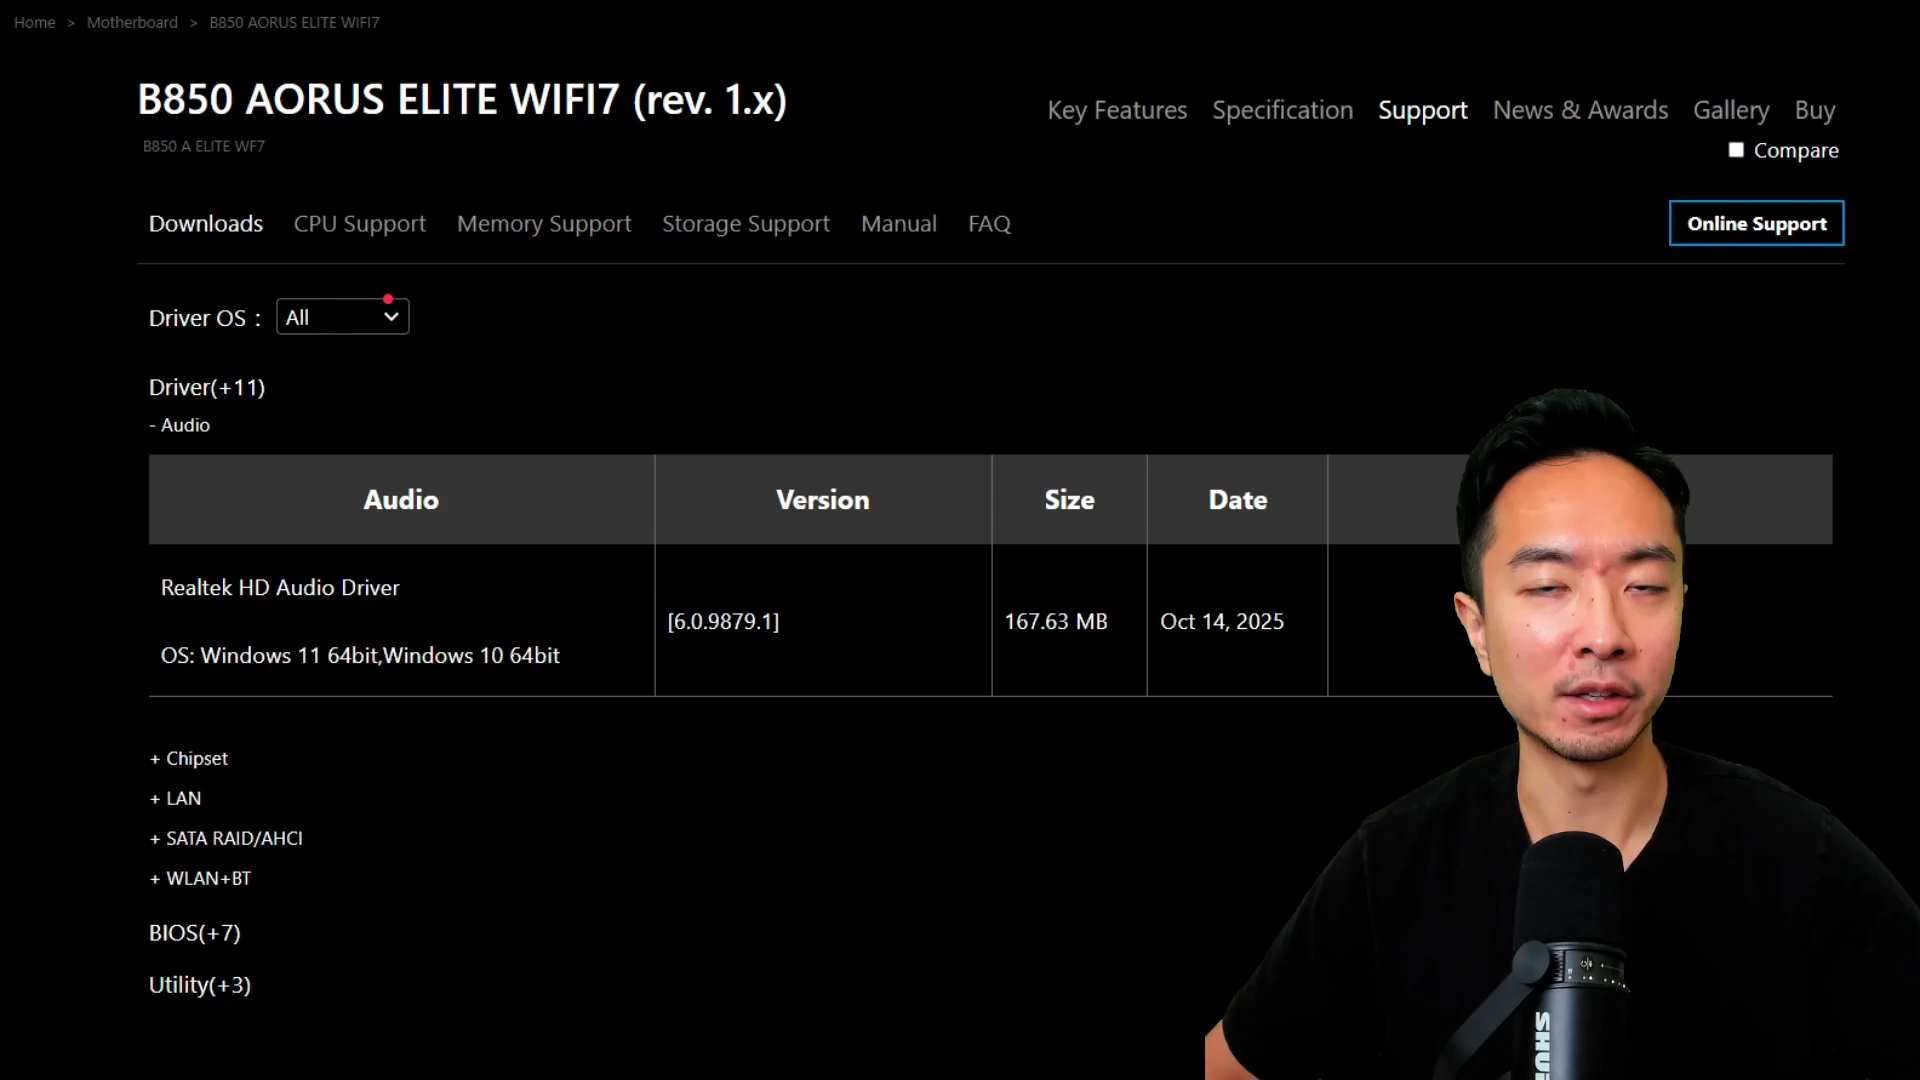 Home > Motherboard > B850 AORUS ELITE WIFI7
B850 AORUS ELITE WIFI7 (rev. 1.x)
B850 A ELITE WF7
Key Features Specification Support News & Awards Gallery Buy
Compare
Downloads CPU Support Memory Support Storage Support Manual FAQ
Online Support
Driver OS : All
Driver(+11)
- Audio
Audio Version Size Date
Realtek HD Audio Driver
OS: Windows 11 64bit,Windows 10 64bit
[6.0.9879.1] 167.63 MB Oct 14, 2025
+ Chipset
+ LAN
+ SATA RAID/AHCI
+ WLAN+BT
BIOS(+7)
Utility(+3)